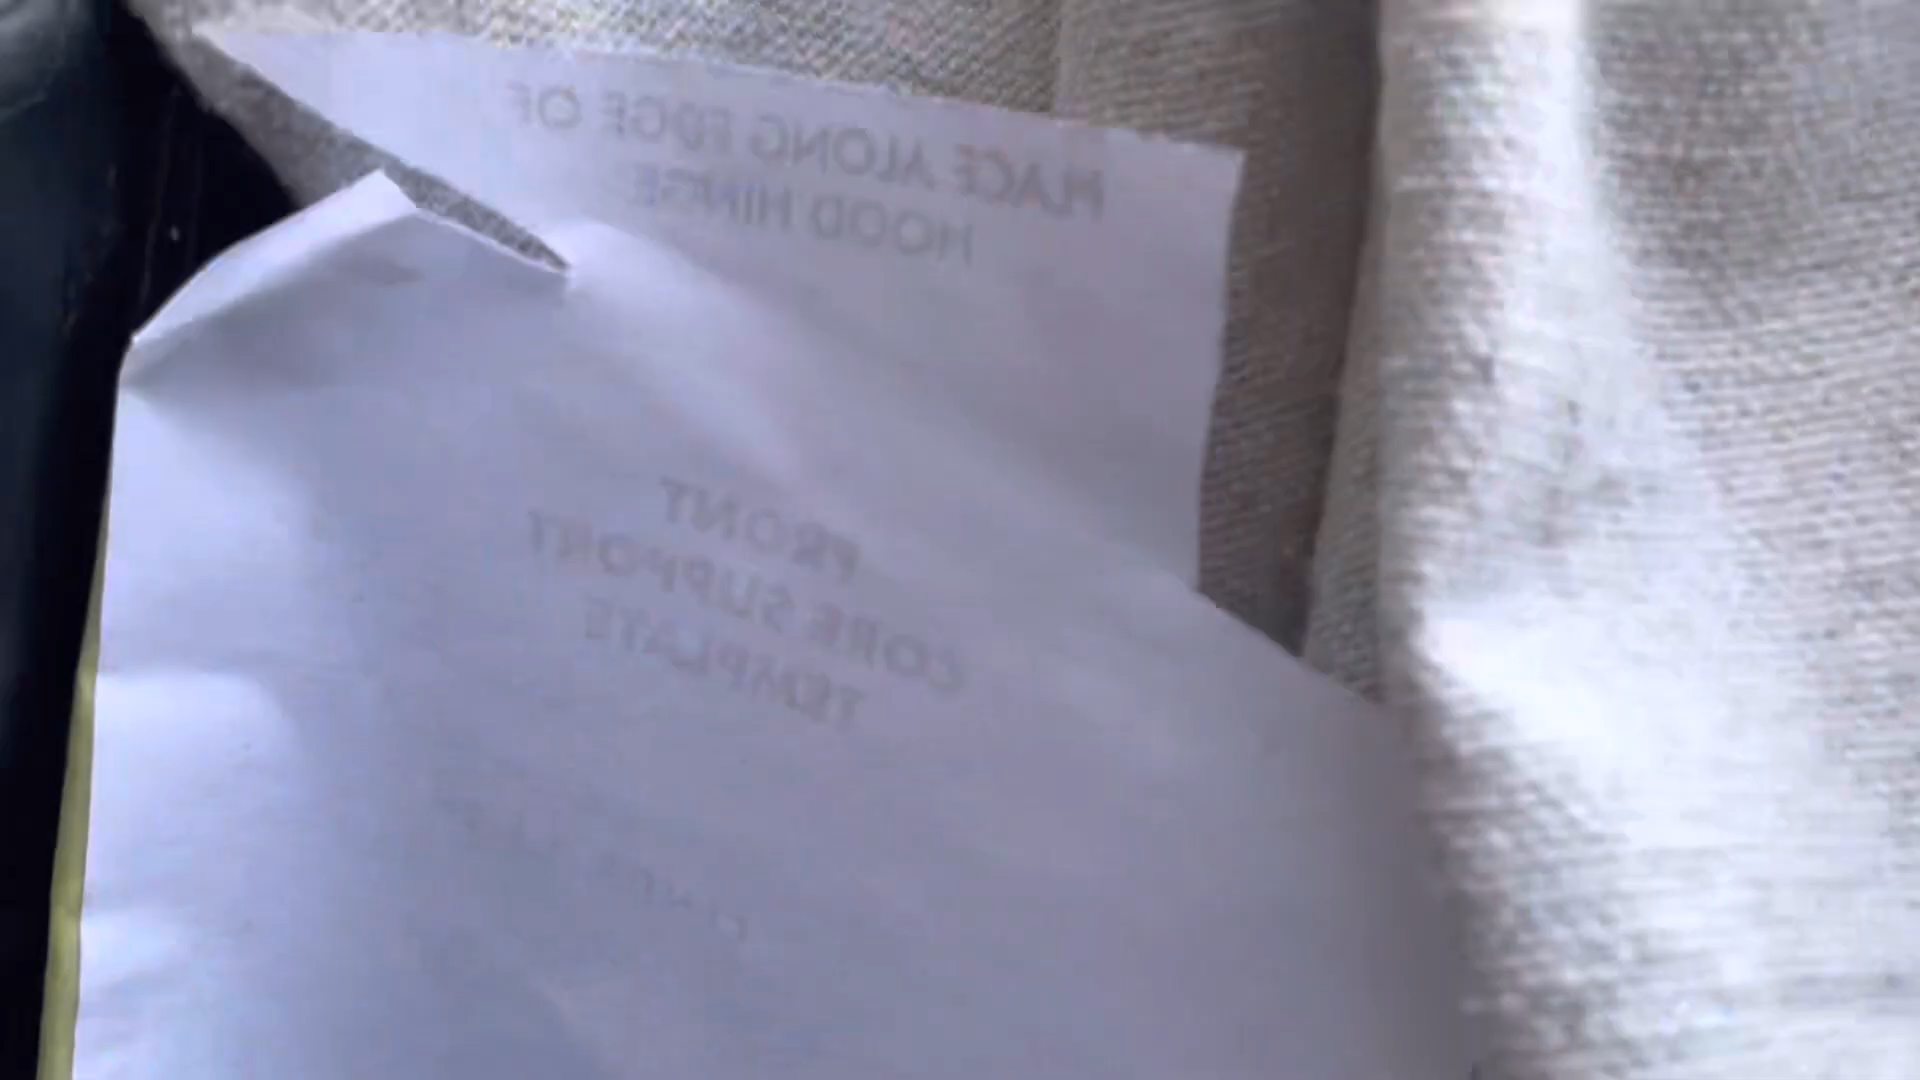 PLACE ALONG EDGE OF
HOOD HINGE
FRONT
CORE SUPPORT
TEMPLATE